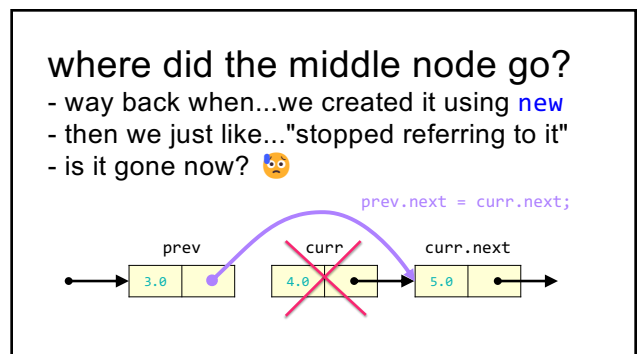 where did the middle node go?
- way back when...we created it using new
- then we just like..."stopped referring to it"
- is it gone now? 😰
prev.next = curr.next;
prev curr curr.next
3.0 4.0 5.0